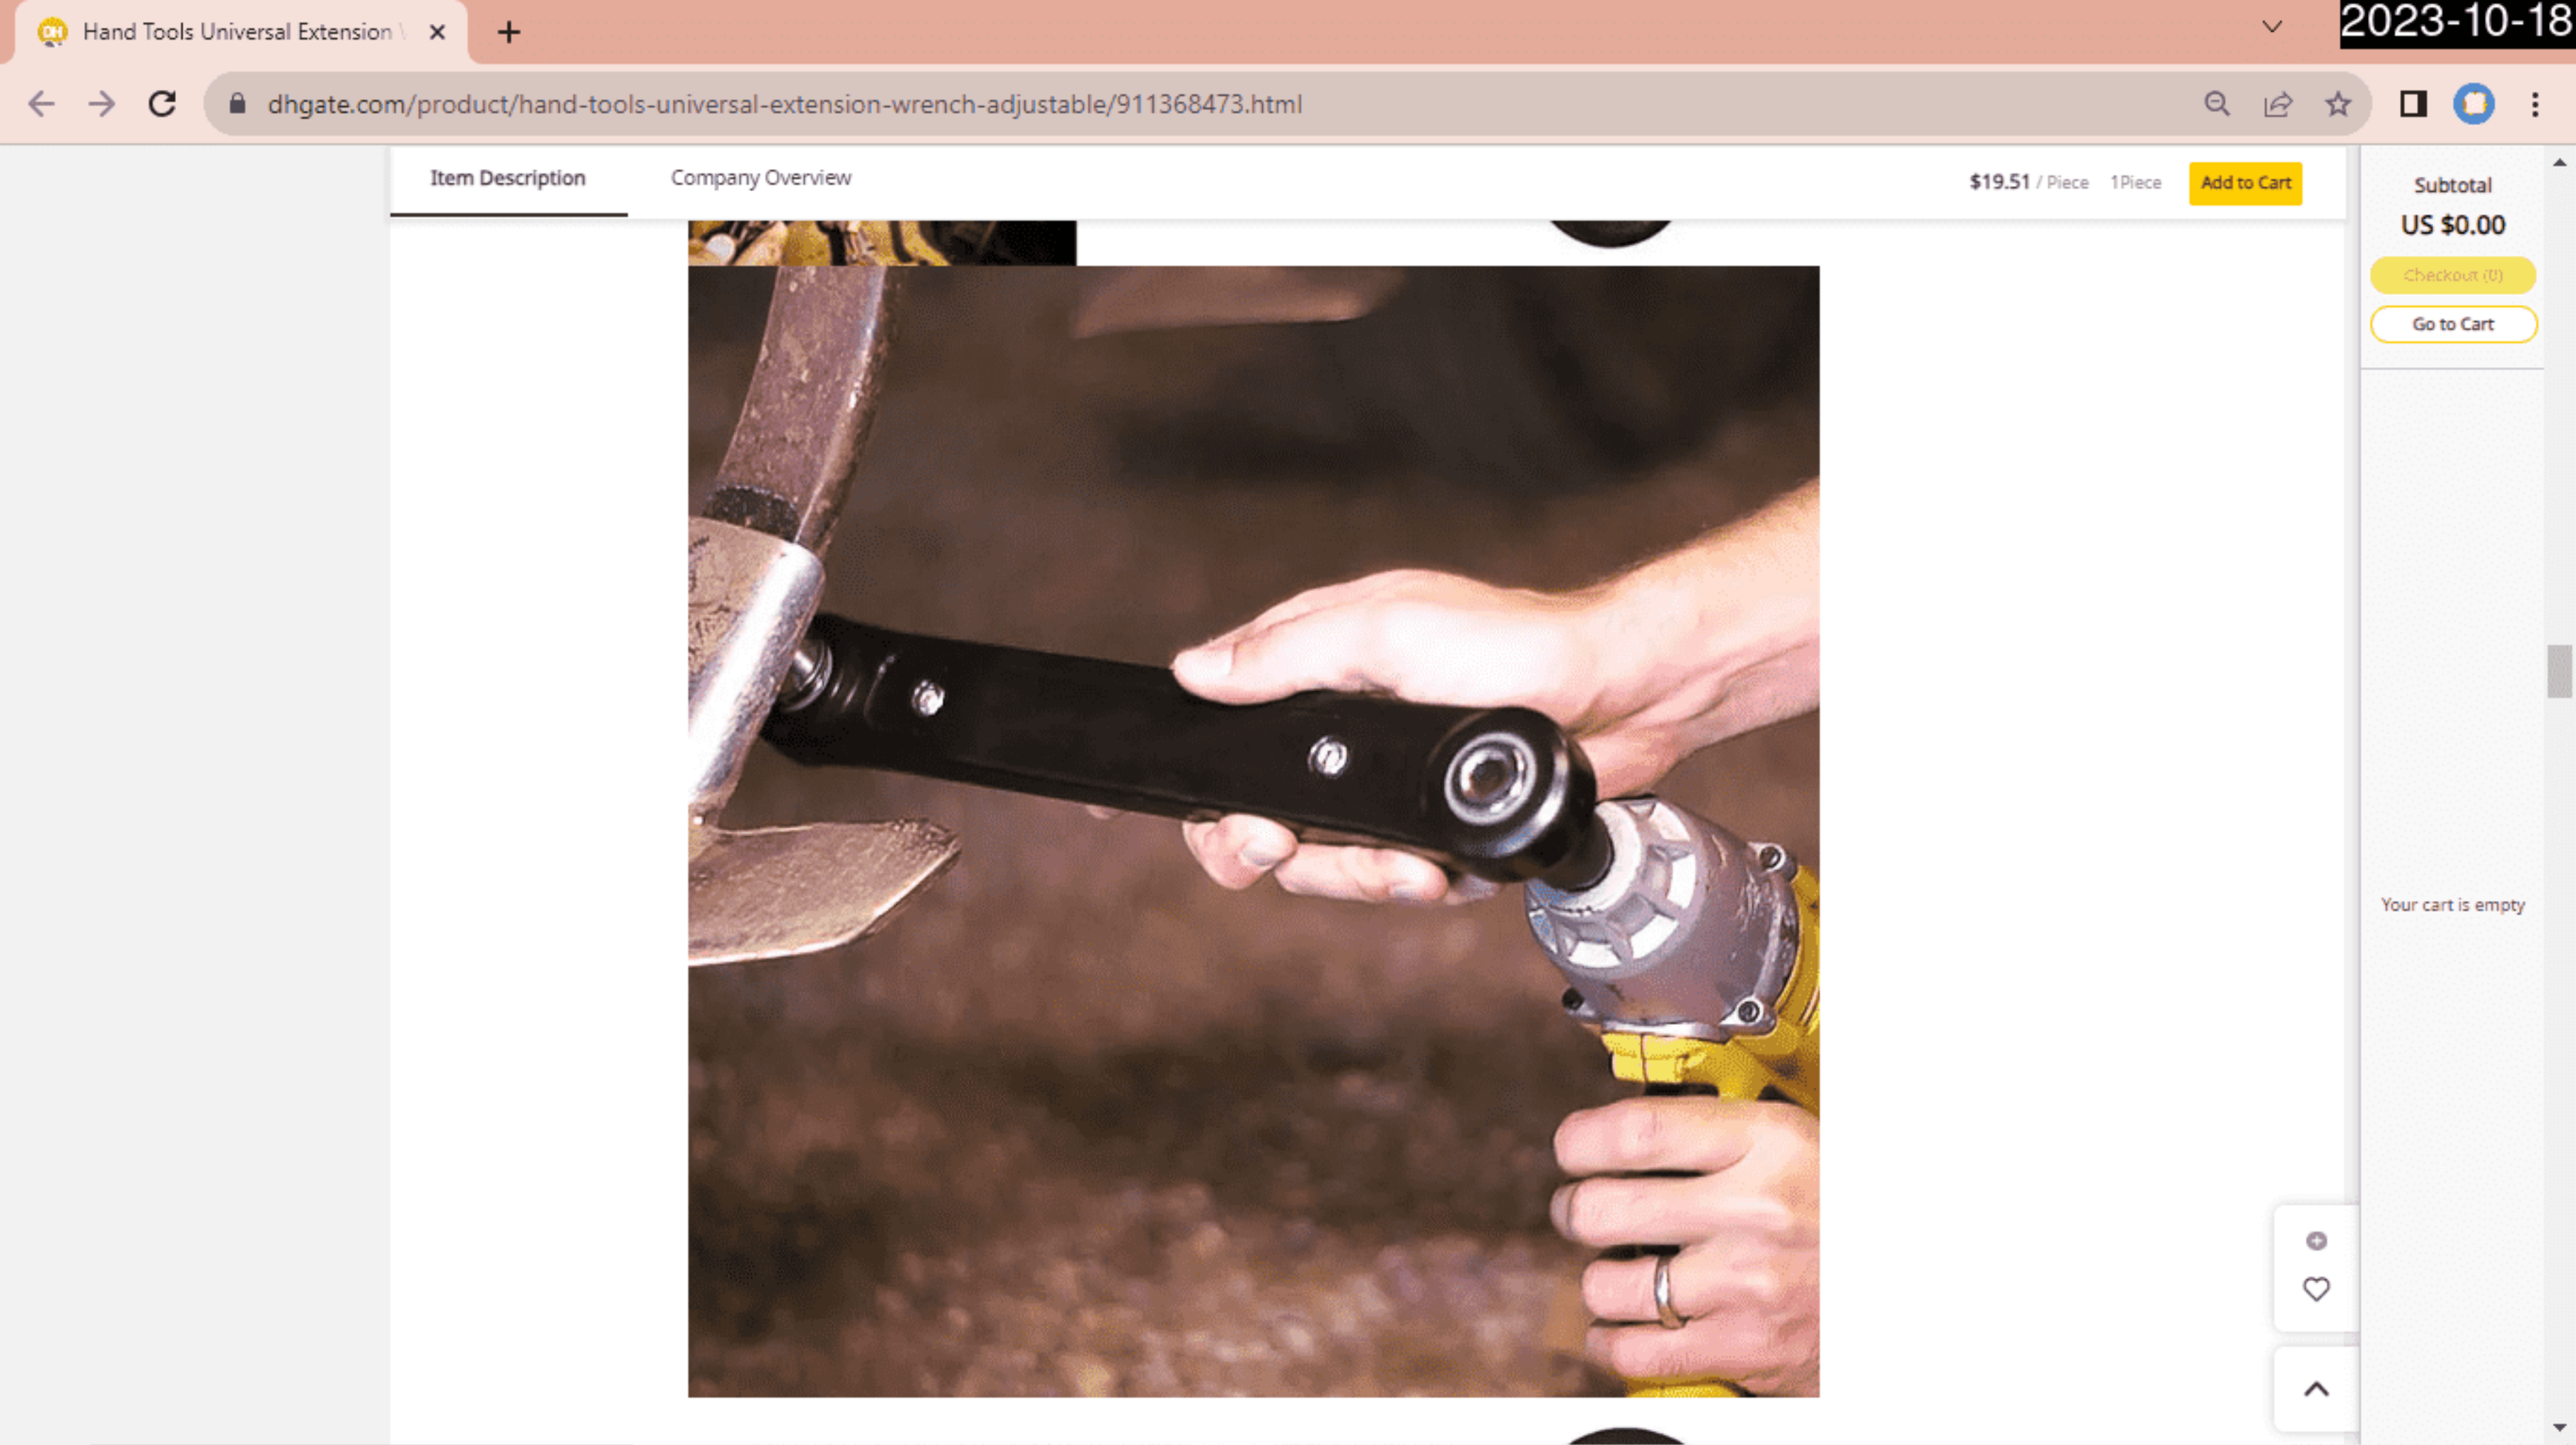 Hand Tools Universal Extension
2023-10-18
dhgate.com/product/hand-tools-universal-extension-wrench-adjustable/911368473.html
Item Description
Company Overview
$19.51 / Piece 1Piece
Add to Cart
Subtotal
US $0.00
Checkout (0)
Go to Cart
Your cart is empty